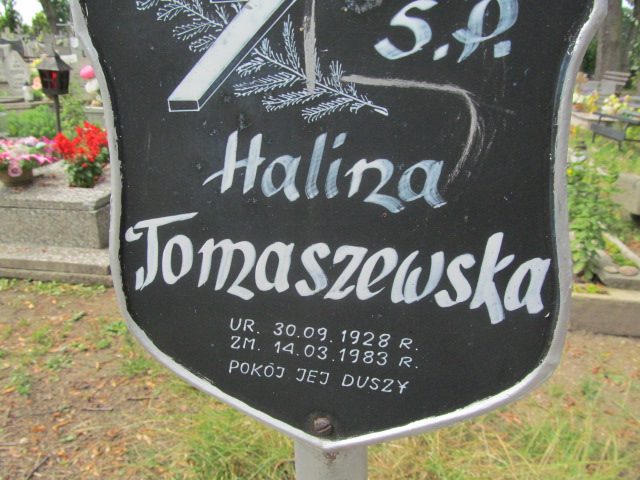 S.P.
Halina
Tomaszewska
UR. 30.09.1928 R.
ZM. 14.03.1983 R.
POKÓJ JEJ DUSZY